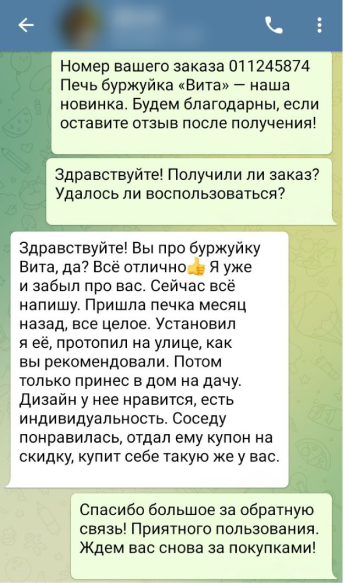 Номер вашего заказа 011245874
Печь буржуйка «Вита» — наша
новинка. Будем благодарны, если
оставите отзыв после получения!
Здравствуйте! Получили ли заказ?
Удалось ли воспользоваться?
Здравствуйте! Вы про буржуйку
Вита, да? Всё отлично👍 Я уже
и забыл про вас. Сейчас всё
напишу. Пришла печка месяц
назад, все целое. Установил
я её, протопил на улице, как
вы рекомендовали. Потом
только принес в дом на дачу.
Дизайн у нее нравится, есть
индивидуальность. Соседу
понравилась, отдал ему купон на
скидку, купит себе такую же у вас.
Спасибо большое за обратную
связь! Приятного пользования.
Ждем вас снова за покупками!